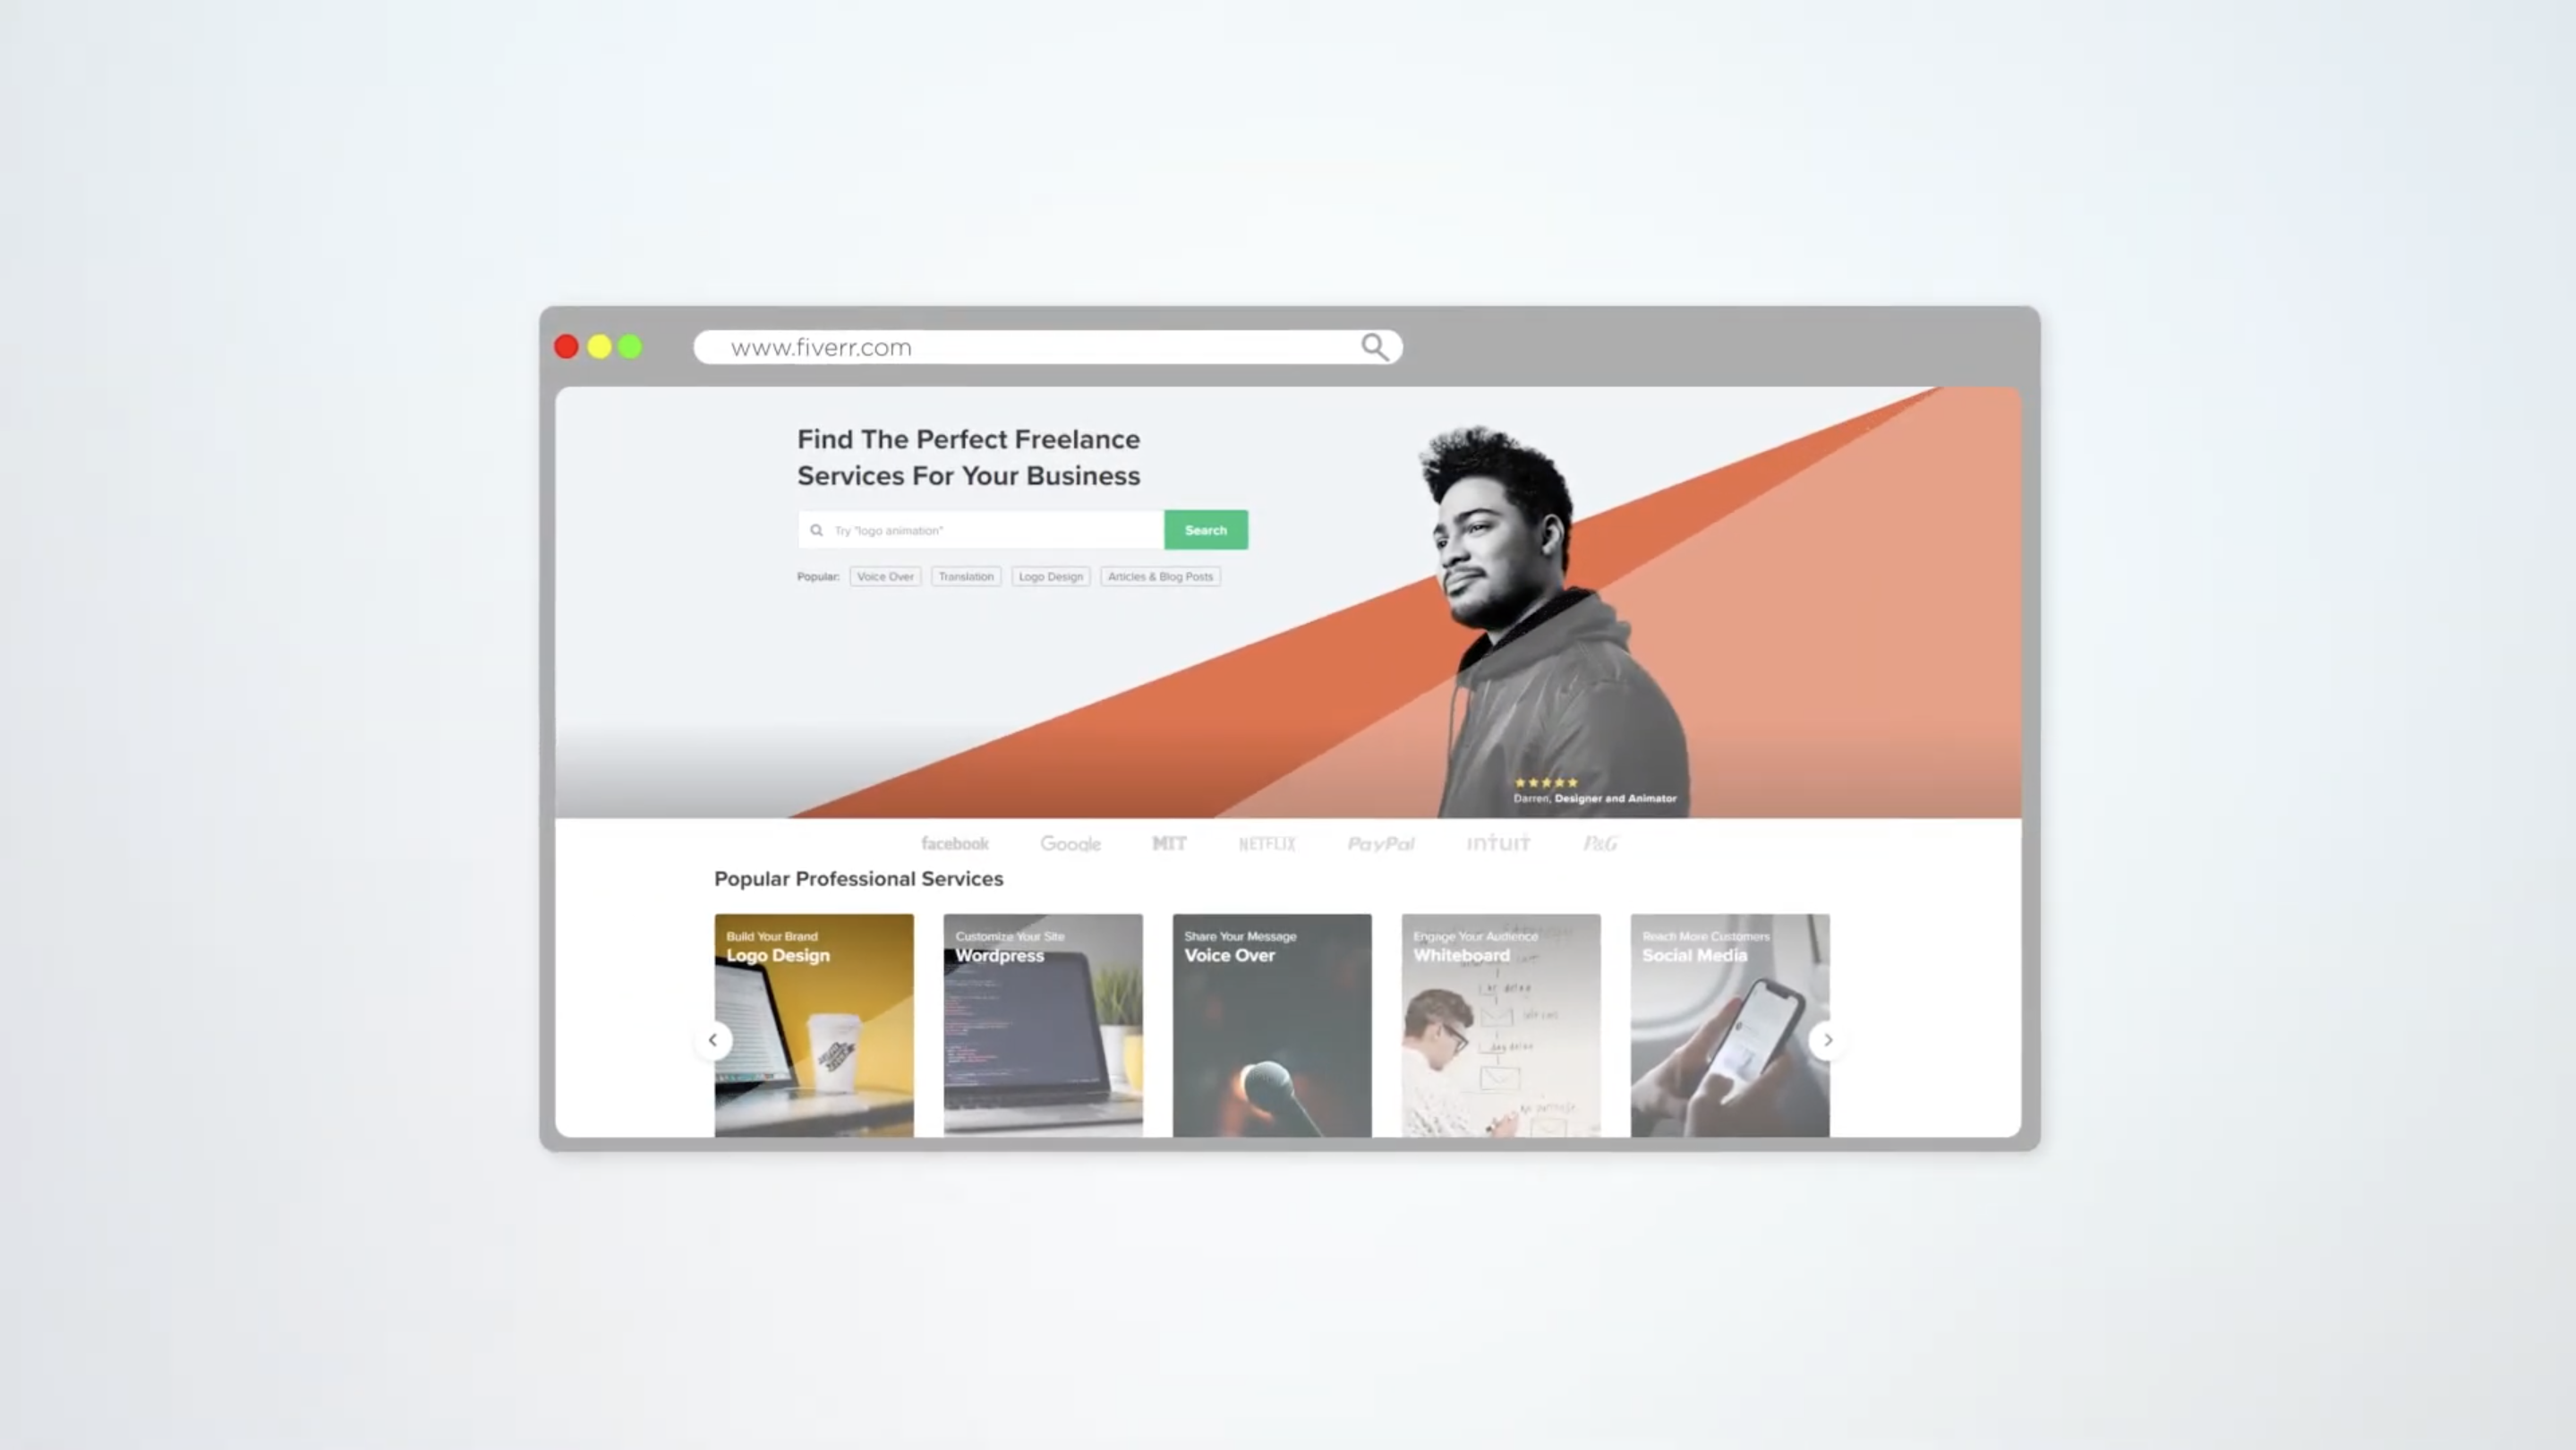 www.fiverr.com
Find The Perfect Freelance
Services For Your Business
Try "logo animation"
Search
Popular:
Voice Over
Translation
Logo Design
Articles & Blog Posts
Darren, Designer and Animator
facebook
Google
MIT
NETFLIX
PayPal
intuit
P&G
Popular Professional Services
Build Your Brand
Logo Design
Customize Your Site
Wordpress
Share Your Message
Voice Over
Engage Your Audience
Whiteboard
Reach More Customers
Social Media